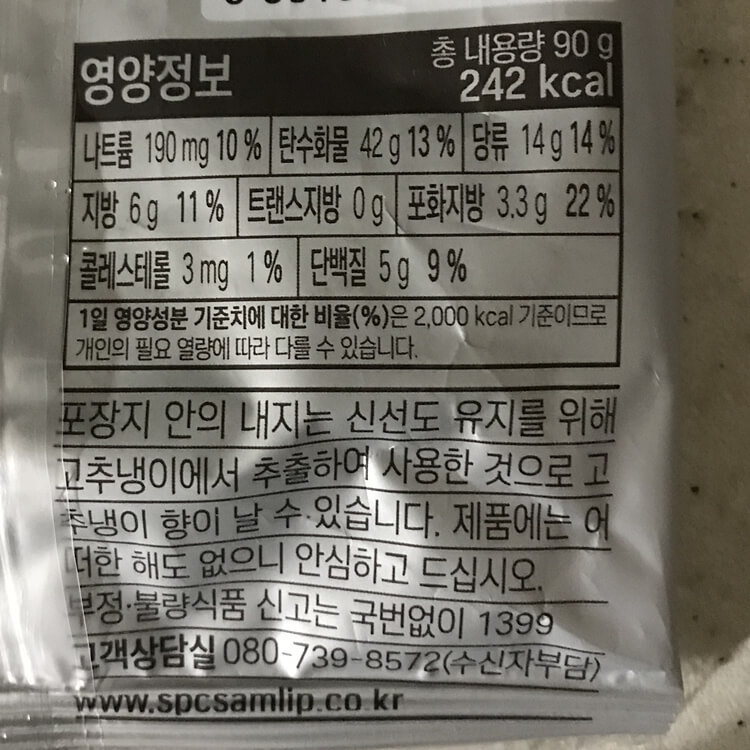 영양정보
총 내용량 90 g
242 kcal
나트륨 190 mg 10 % 탄수화물 42 g 13 % 당류 14 g 14 %
지방 6 g 11 % 트랜스지방 0 g 포화지방 3.3 g 22 %
콜레스테롤 3 mg 1 % 단백질 5 g 9 %
1일 영양성분 기준치에 대한 비율(%)은 2,000 kcal 기준이므로
개인의 필요 열량에 따라 다를 수 있습니다.
포장지 안의 내지는 신선도 유지를 위해
고추냉이에서 추출하여 사용한 것으로 고
추냉이 향이 날 수 있습니다. 제품에는 어
떠한 해도 없으니 안심하고 드십시오.
부정·불량식품 신고는 국번없이 1399
고객상담실 080-739-8572(수신자부담)
www.spcsamlip.co.kr